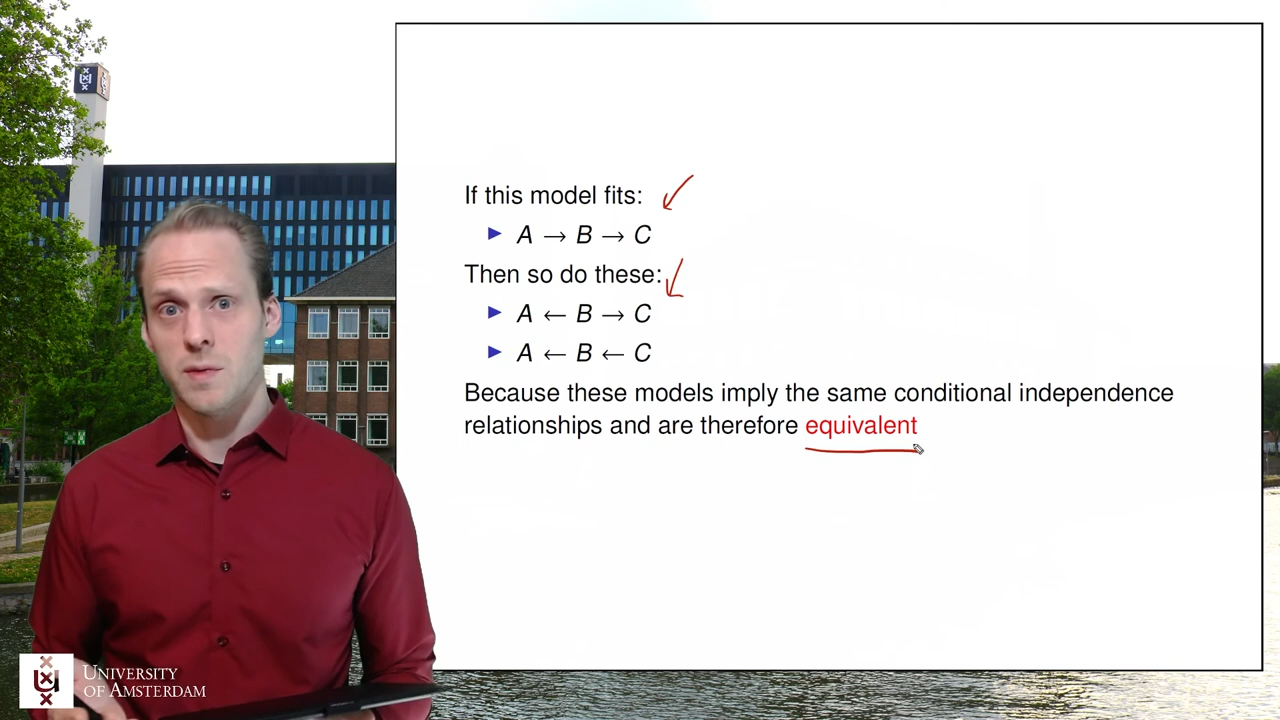 If this model fits:
▶ A → B → C
Then so do these:
▶ A ← B → C
▶ A ← B ← C
Because these models imply the same conditional independence
relationships and are therefore equivalent
UNIVERSITY
OF AMSTERDAM